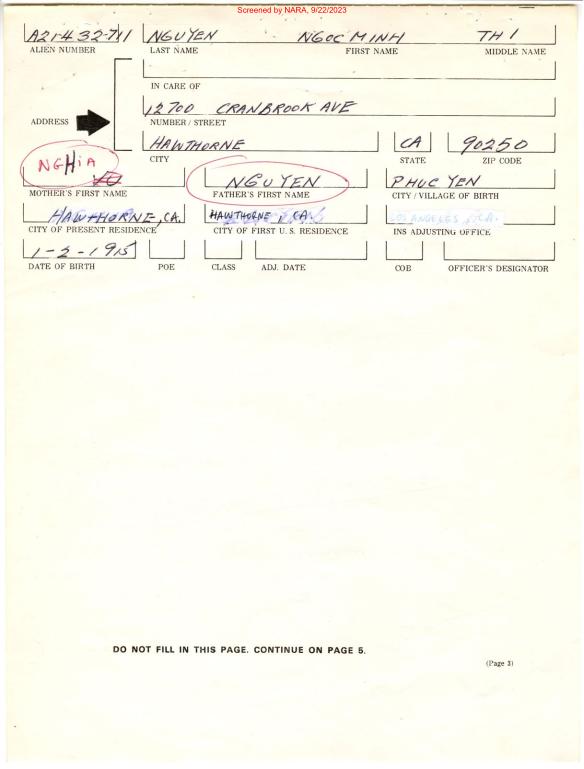 Screened by NARA, 9/22/2023
A21-432-711 NGUYEN NGOC MINH THI
ALIEN NUMBER LAST NAME FIRST NAME MIDDLE NAME
IN CARE OF
12700 CRANBROOK AVE
ADDRESS NUMBER / STREET
HAWTHORNE CA 90250
CITY STATE ZIP CODE
NGHiA NGUYEN PHUC YEN
MOTHER'S FIRST NAME FATHER'S FIRST NAME CITY / VILLAGE OF BIRTH
HAWTHORNE, CA. HAWTHORNE, CA. LOS ANGELES, CA.
CITY OF PRESENT RESIDENCE CITY OF FIRST U. S. RESIDENCE INS ADJUSTING OFFICE
1-2-1915
DATE OF BIRTH POE CLASS ADJ. DATE COB OFFICER'S DESIGNATOR
DO NOT FILL IN THIS PAGE. CONTINUE ON PAGE 5.
(Page 3)